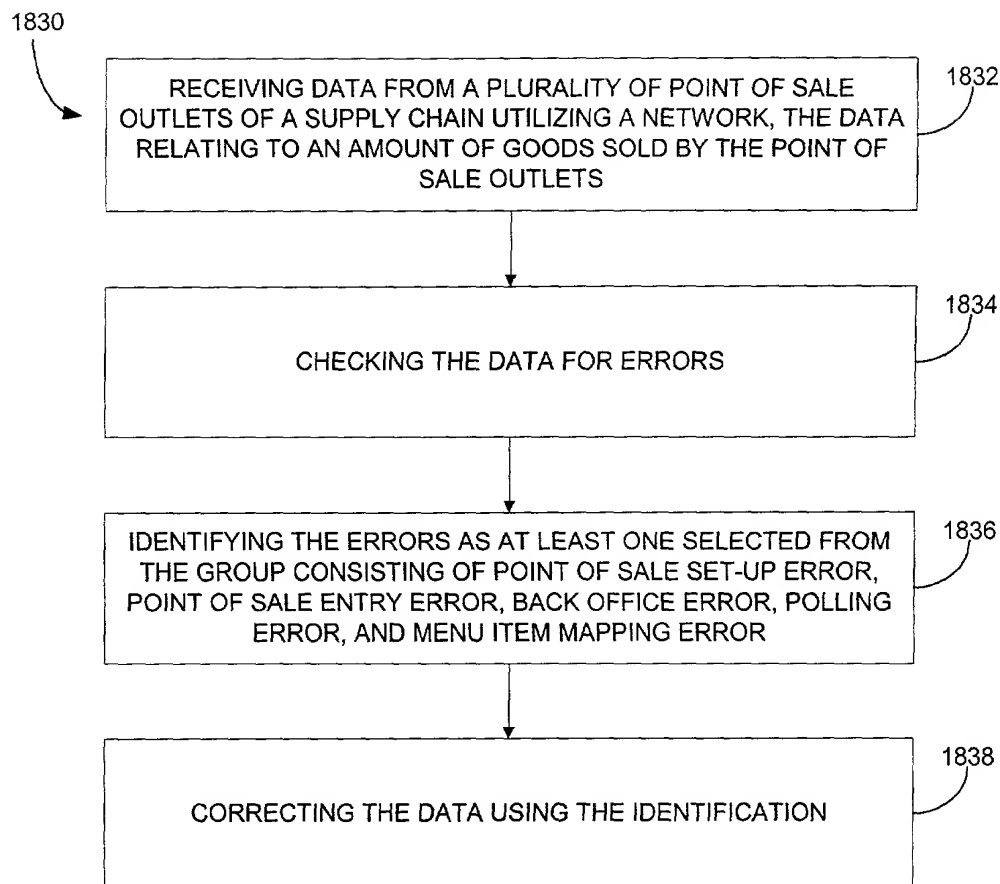 1830
1832
RECEIVING DATA FROM A PLURALITY OF POINT OF SALE
OUTLETS OF A SUPPLY CHAIN UTILIZING A NETWORK, THE DATA
RELATING TO AN AMOUNT OF GOODS SOLD BY THE POINT OF
SALE OUTLETS
1834
CHECKING THE DATA FOR ERRORS
1836
IDENTIFYING THE ERRORS AS AT LEAST ONE SELECTED FROM
THE GROUP CONSISTING OF POINT OF SALE SET-UP ERROR,
POINT OF SALE ENTRY ERROR, BACK OFFICE ERROR, POLLING
ERROR, AND MENU ITEM MAPPING ERROR
1838
CORRECTING THE DATA USING THE IDENTIFICATION